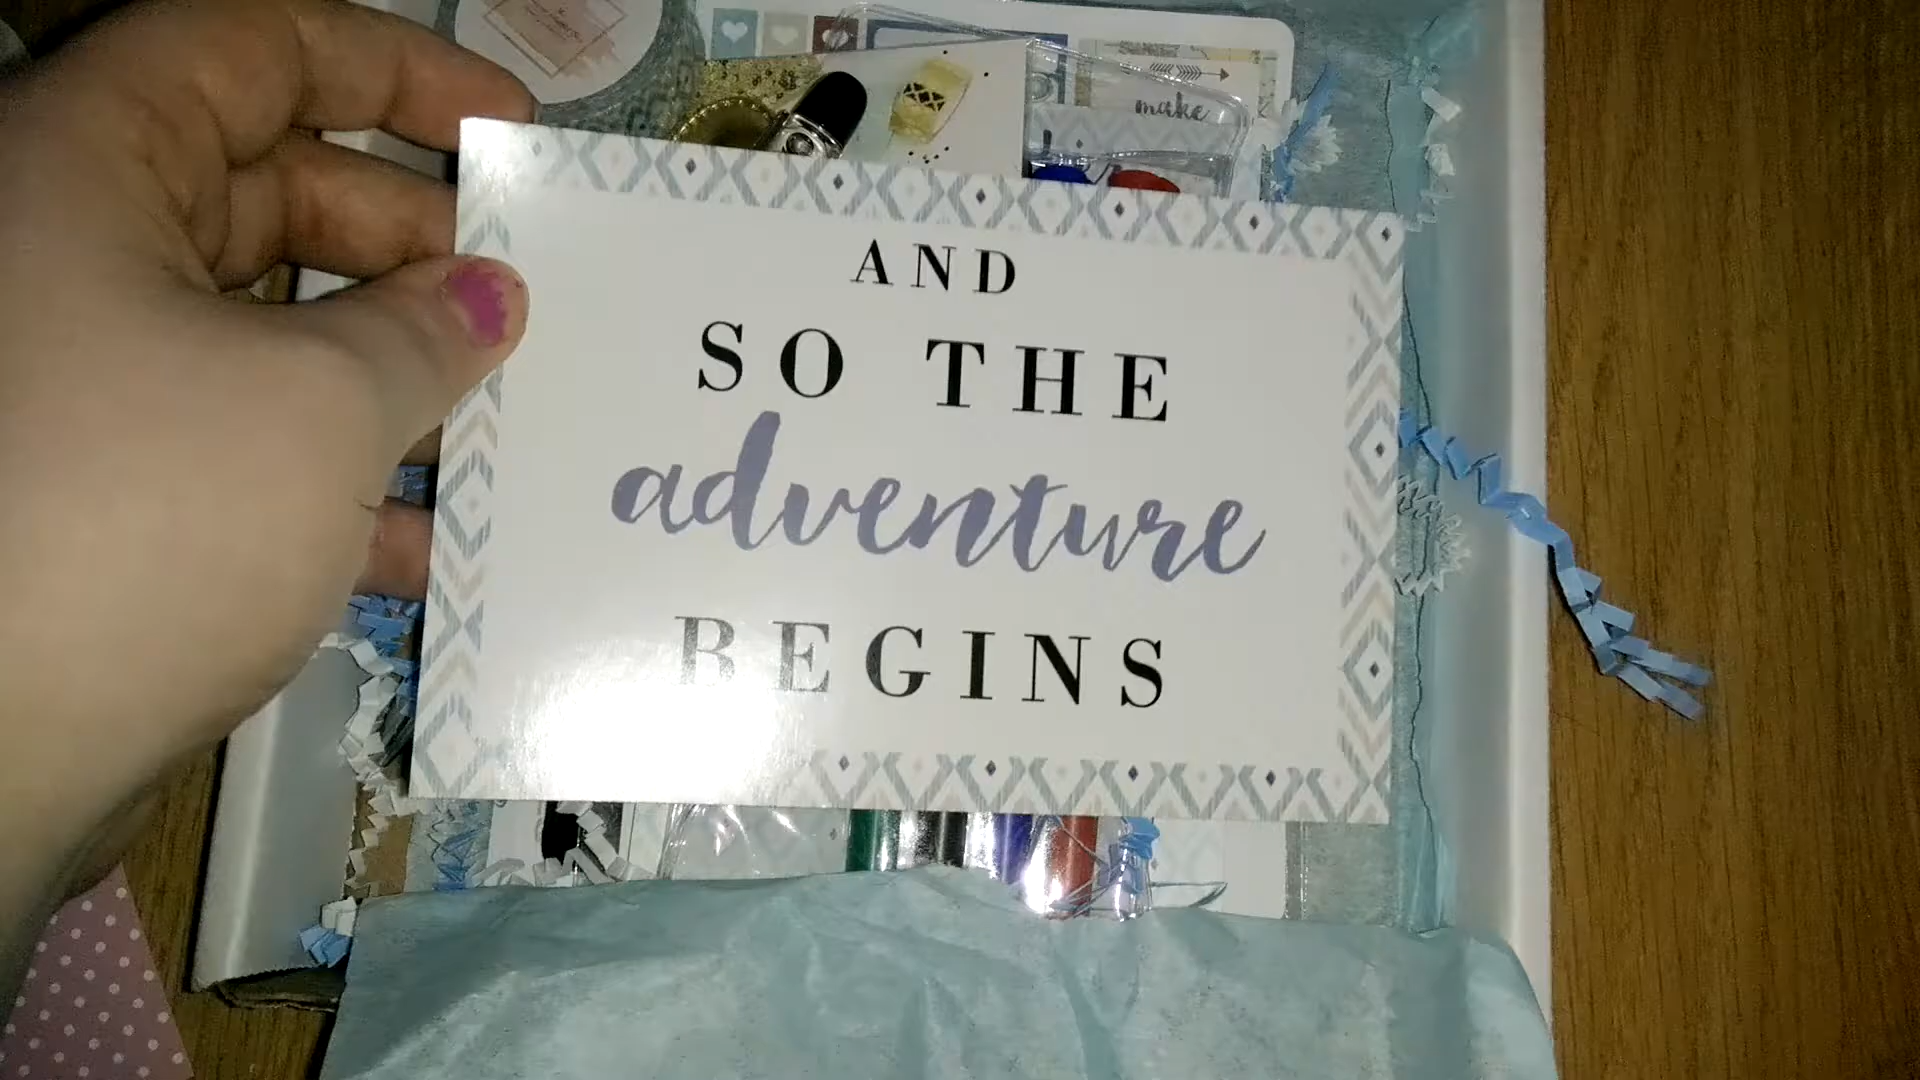 make
AND
SO THE
adventure
BEGINS